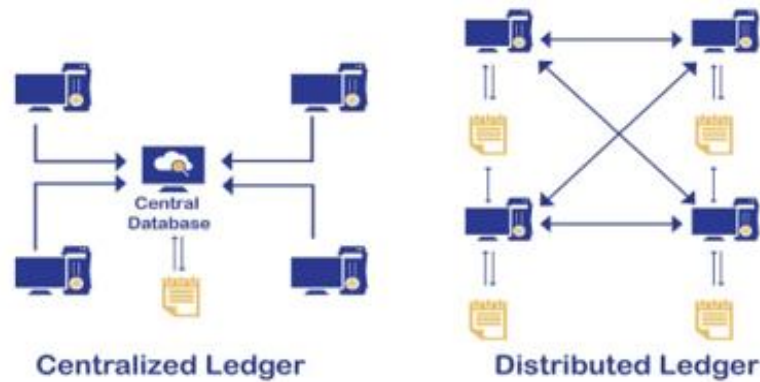 Central
Database
Centralized Ledger
Distributed Ledger